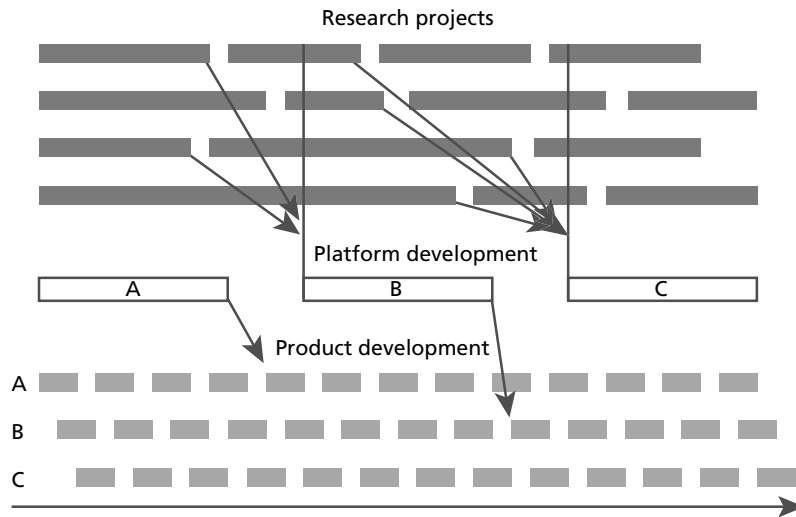 Research projects
Platform development
A B C
Product development
A
B
C